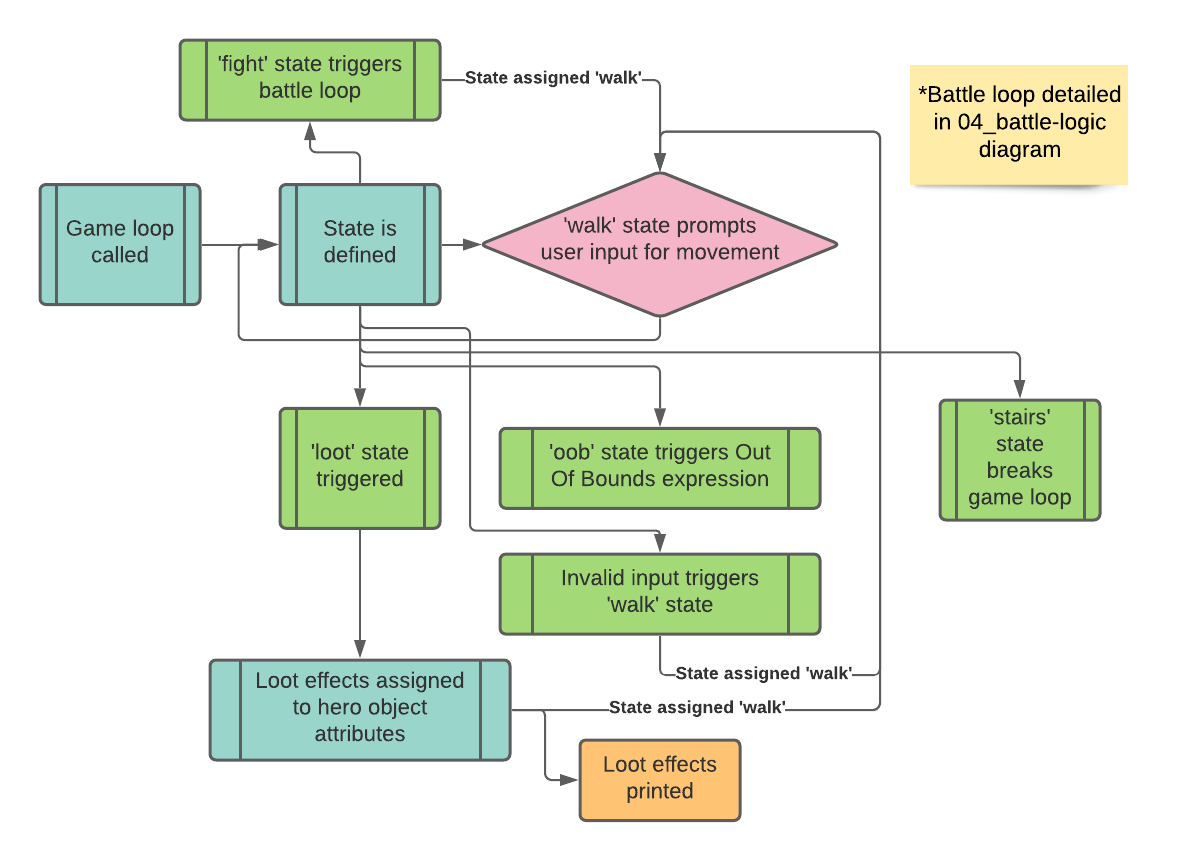 'fight' state triggers
battle loop
State assigned 'walk'
*Battle loop detailed
in 04_battle-logic
diagram
Game loop
called
State is
defined
'walk' state prompts
user input for movement
'loot' state
triggered
'oob' state triggers Out
Of Bounds expression
'stairs'
state
breaks
game loop
Invalid input triggers
'walk' state
State assigned 'walk'
Loot effects assigned
to hero object
attributes
State assigned 'walk'
Loot effects
printed